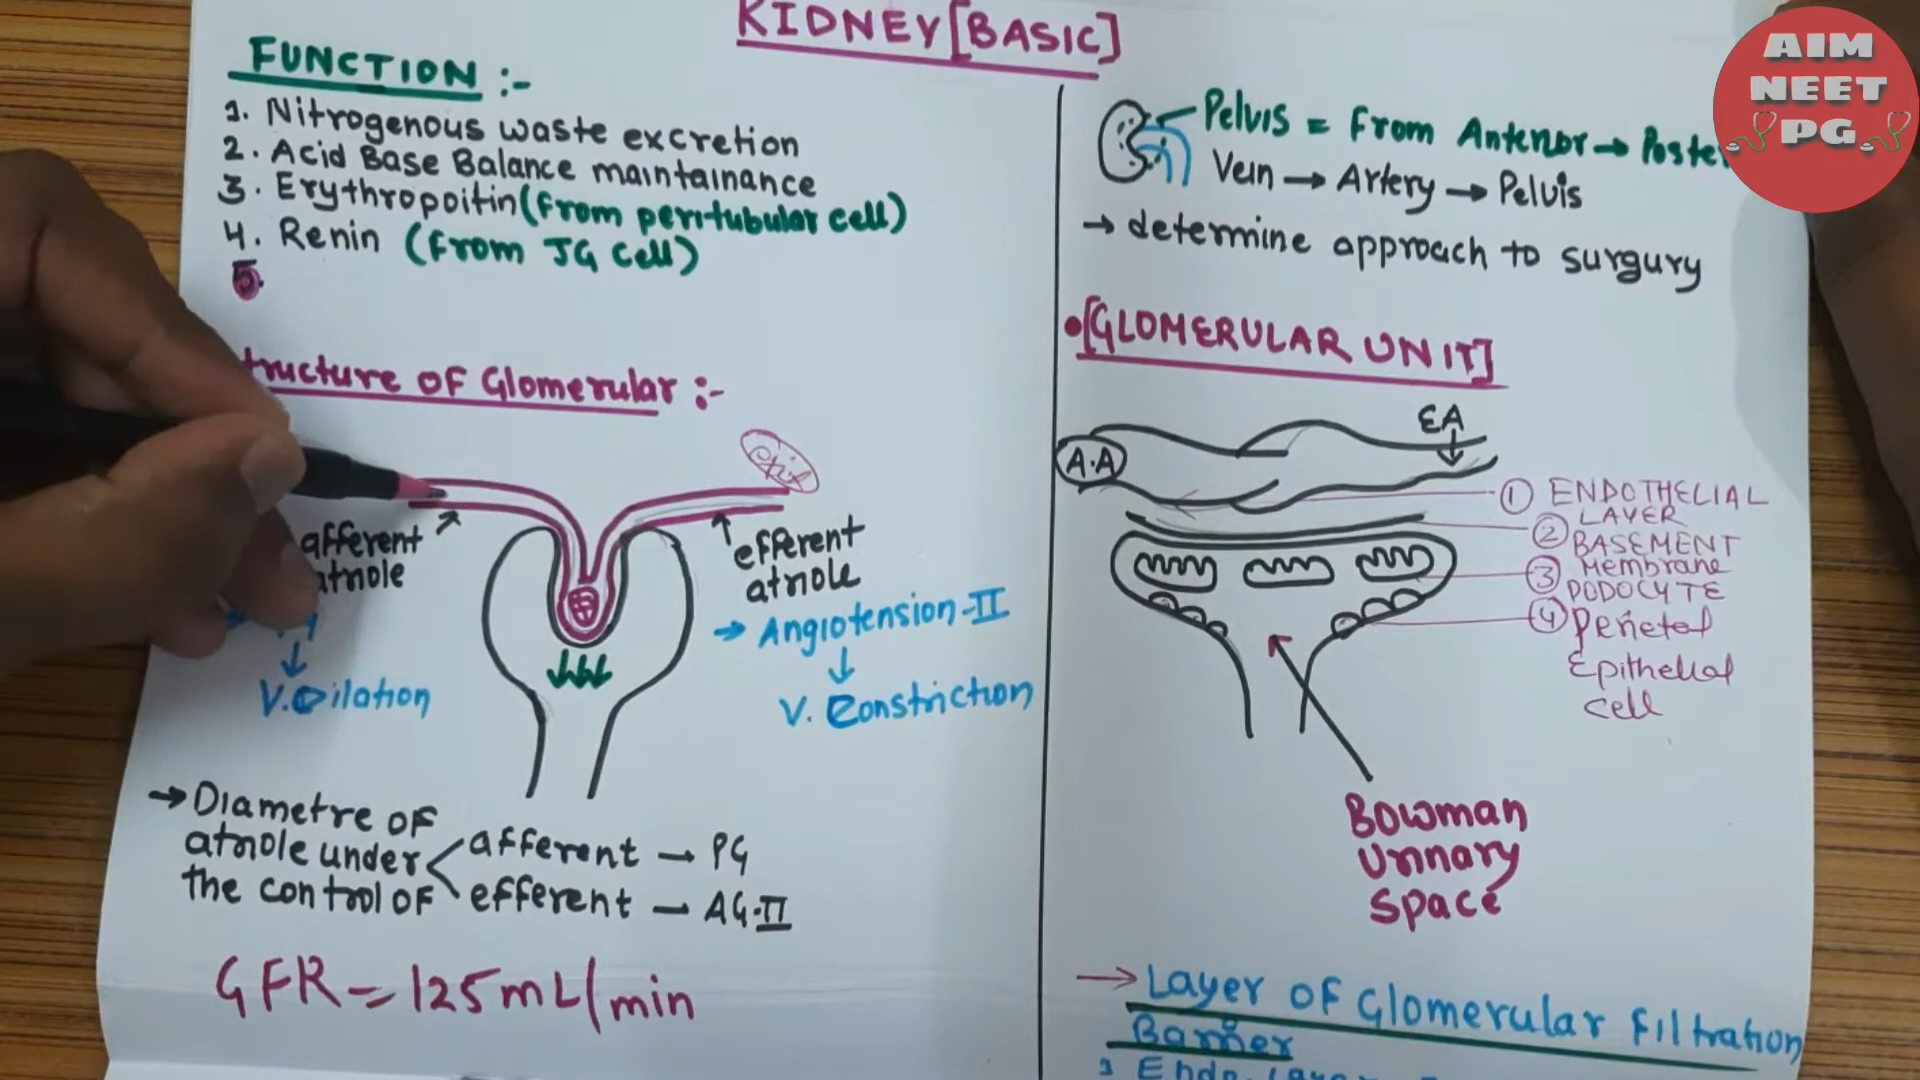 KIDNEY [BASIC]
FUNCTION :-
1. Nitrogenous waste excretion
2. Acid Base Balance maintainance
3. Erythropoitin (From peritubular cell)
4. Renin (From JG cell)
5.
tructure OF Glomerular :-
exit
afferent
efferent
atriole
V. Dilation
→ Angiotension-II
↓
V. Constriction
→ Diametre OF
atriole under
the control OF
afferent → PG
efferent → AG-II
GFR = 125 mL/min
Pelvis = From Anterior → Poste
Vein → Artery → Pelvis
→ determine approach to surgury
• [GLOMERULAR UNIT]
A.A
EA
① ENDOTHELIAL
LAYER
② BASEMENT
Membrane
③ PODOCYTE
④ Perietal
Epithelial
cell
Bowman
Urinary
Space
→ Layer OF Glomerular Filtration
Barrier
AIM
NEET
PG